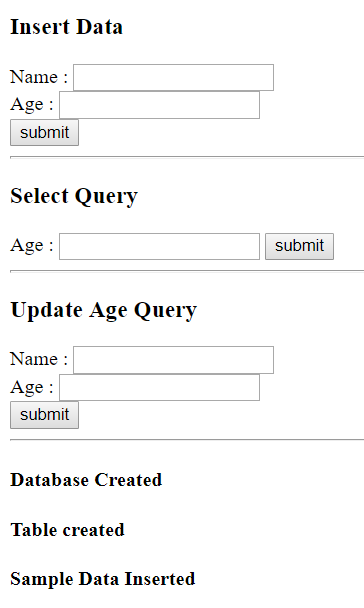 Insert Data
Name :
Age :
submit
Select Query
Age : submit
Update Age Query
Name :
Age :
submit
Database Created
Table created
Sample Data Inserted